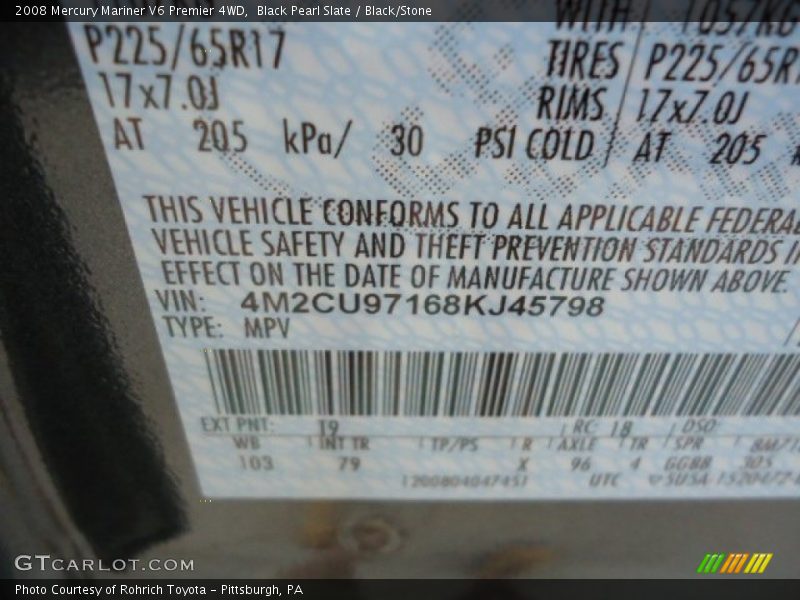 2008 Mercury Mariner V6 Premier 4WD, Black Pearl Slate / Black/Stone
WITH 1057KG
P225/65R17 TIRES P225/65R1
17x7.0J RIMS 17x7.0J
AT 205 kPa/ 30 PSI COLD AT 205
THIS VEHICLE CONFORMS TO ALL APPLICABLE FEDERAL
VEHICLE SAFETY AND THEFT PREVENTION STANDARDS IN
EFFECT ON THE DATE OF MANUFACTURE SHOWN ABOVE.
VIN: 4M2CU97168KJ45798
TYPE: MPV
EXT PNT: T9 RC: 18 DSO:
WB INT TR TP/PS R AXLE TR SPR
103 79 X 96 4 GGBB 305
1200804047451 UTC
GTCARLOT.COM
Photo Courtesy of Rohrich Toyota - Pittsburgh, PA